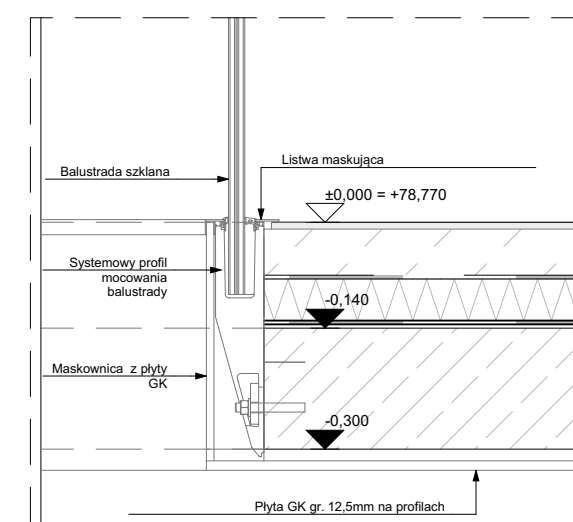 Balustrada szklana
Listwa maskująca
±0,000 = +78,770
Systemowy profil
mocowania
balustrady
-0,140
Maskownica z płyty
GK
-0,300
Płyta GK gr. 12,5mm na profilach